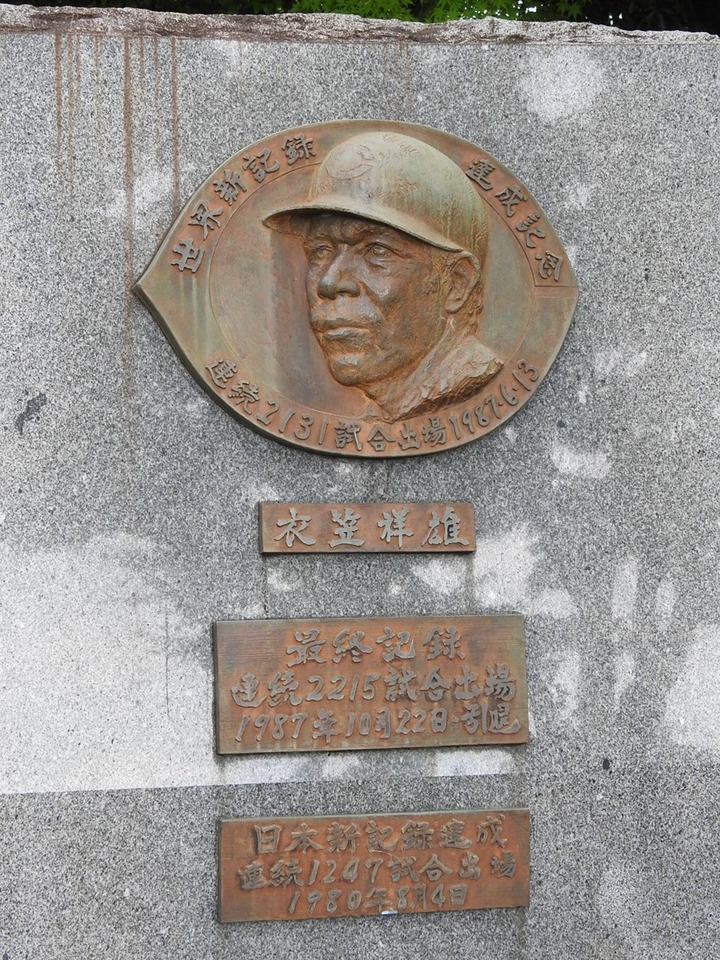 世界新記録
達成記念
連続2131試合出場1987・6・13
衣笠祥雄
最終記録
連続2215試合出場
1987年10月22日・引退
日本新記録達成
連続1247試合出場
1980年8月4日